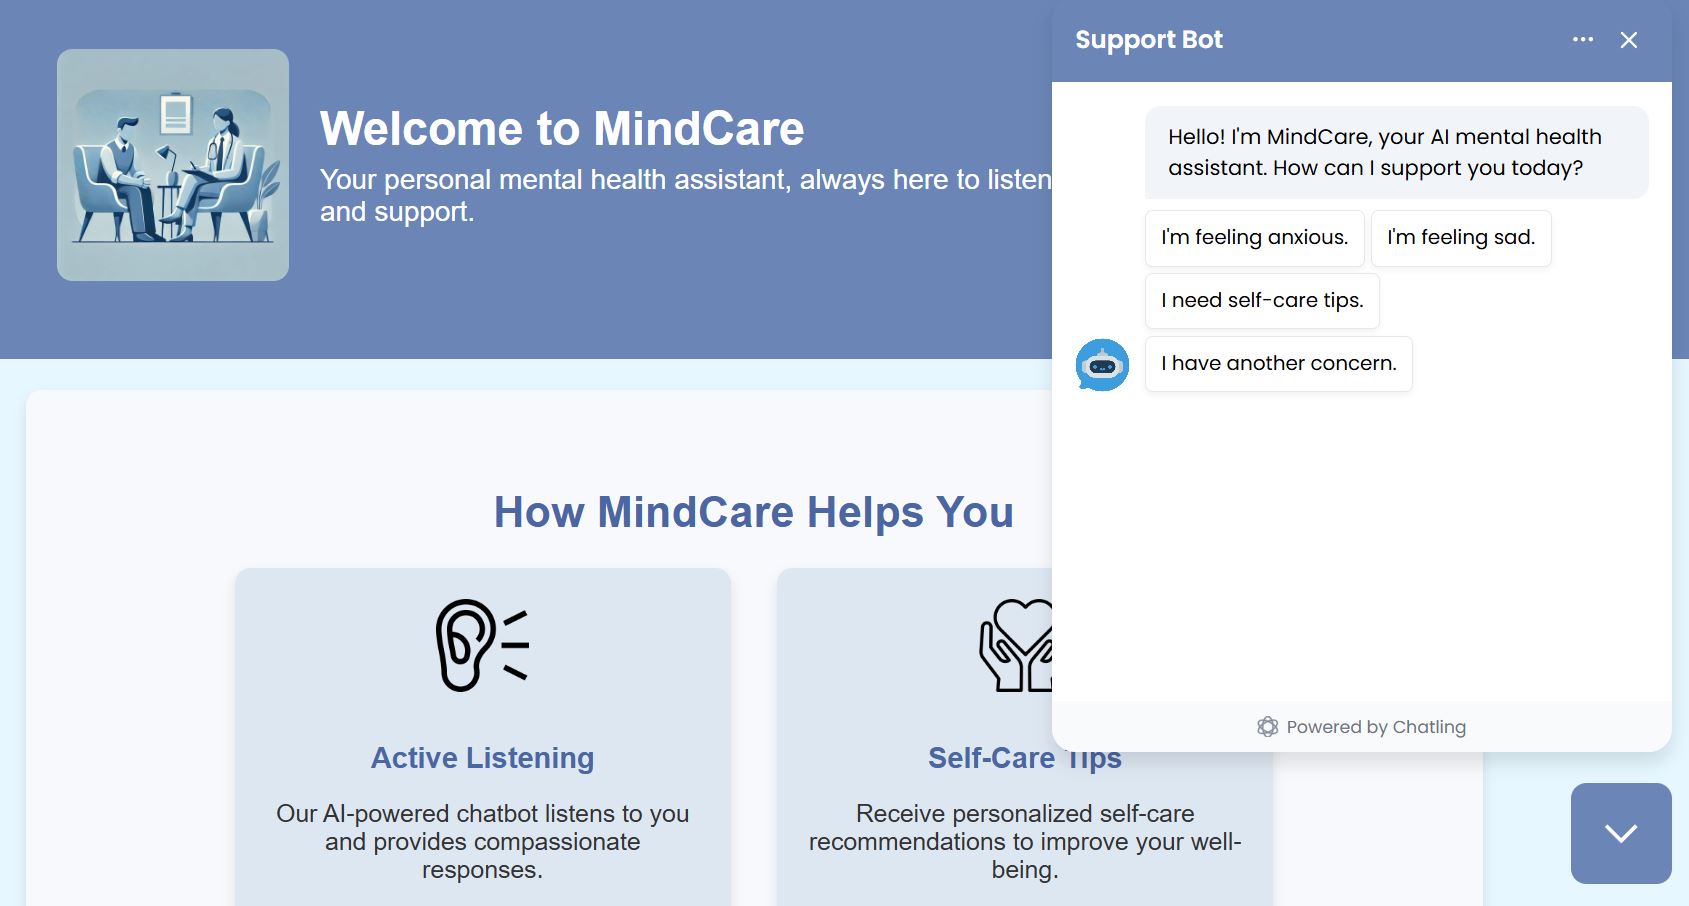 Welcome to MindCare
Your personal mental health assistant, always here to listen
and support.
How MindCare Helps You
Active Listening
Our AI-powered chatbot listens to you
and provides compassionate
responses.
Self-Care Tips
Receive personalized self-care
recommendations to improve your well-
being.
Support Bot
Hello! I'm MindCare, your AI mental health
assistant. How can I support you today?
I'm feeling anxious.
I'm feeling sad.
I need self-care tips.
I have another concern.
Powered by Chatling